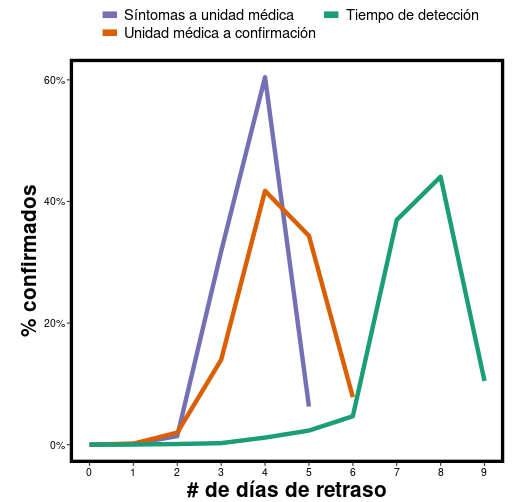 Síntomas a unidad médica
Tiempo de detección
Unidad médica a confirmación
60%
40%
20%
0%
% confirmados
0 1 2 3 4 5 6 7 8 9
# de días de retraso